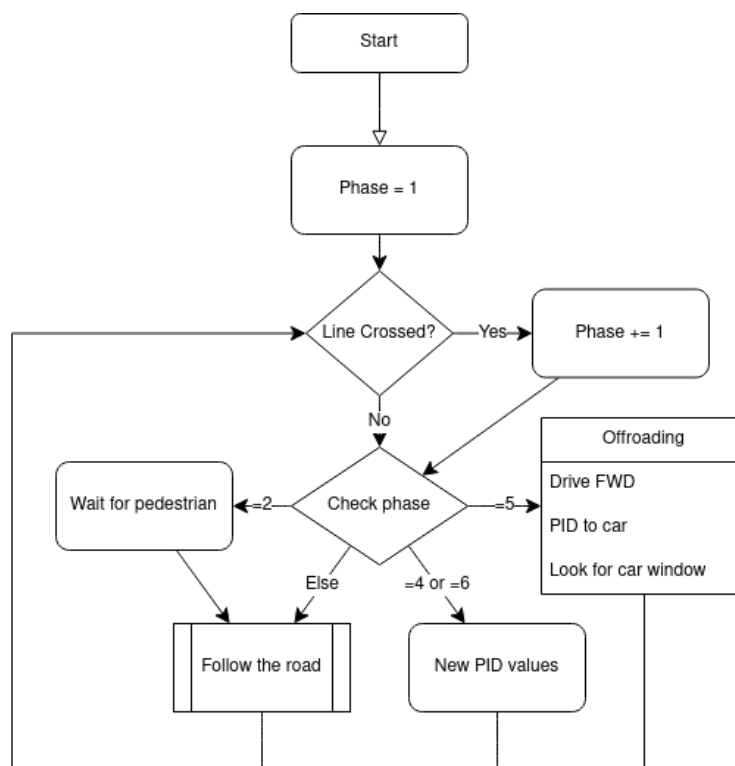 Start
Phase = 1
Line Crossed?
Yes
Phase += 1
No
Offroading
Drive FWD
PID to car
Look for car window
Wait for pedestrian
=2
Check phase
=5
Else
=4 or =6
Follow the road
New PID values